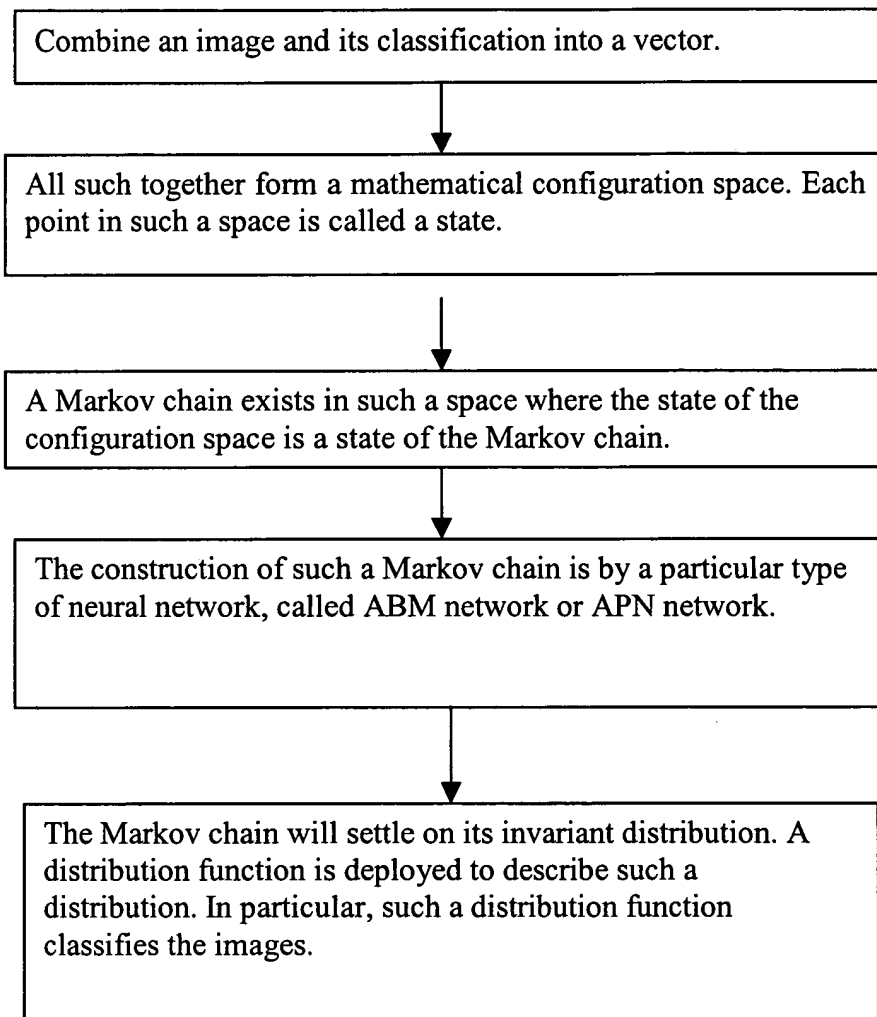 Combine an image and its classification into a vector.
All such together form a mathematical configuration space. Each
point in such a space is called a state.
A Markov chain exists in such a space where the state of the
configuration space is a state of the Markov chain.
The construction of such a Markov chain is by a particular type
of neural network, called ABM network or APN network.
The Markov chain will settle on its invariant distribution. A
distribution function is deployed to describe such a
distribution. In particular, such a distribution function
classifies the images.